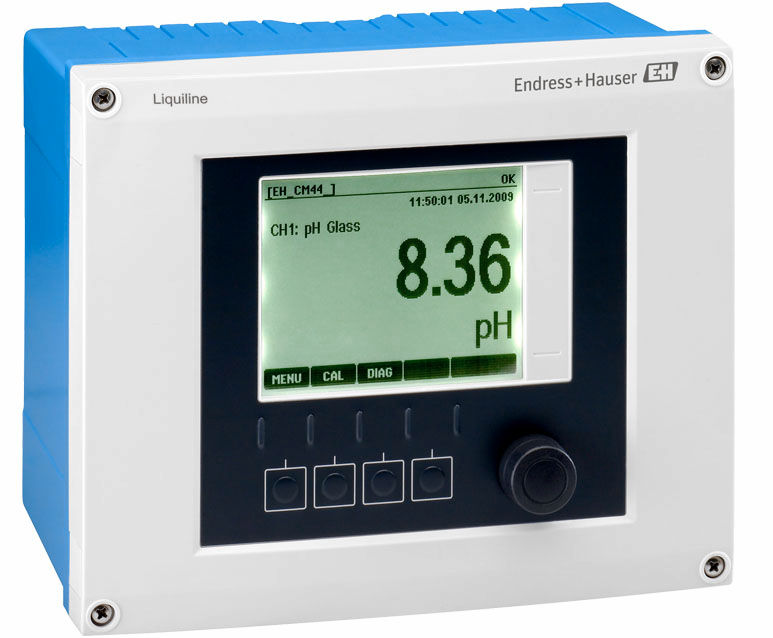 Liquiline
Endress+Hauser EH
[EH_CM44_] OK
11:50:01 05.11.2009
CH1: pH Glass
8.36
pH
MENU CAL DIAG